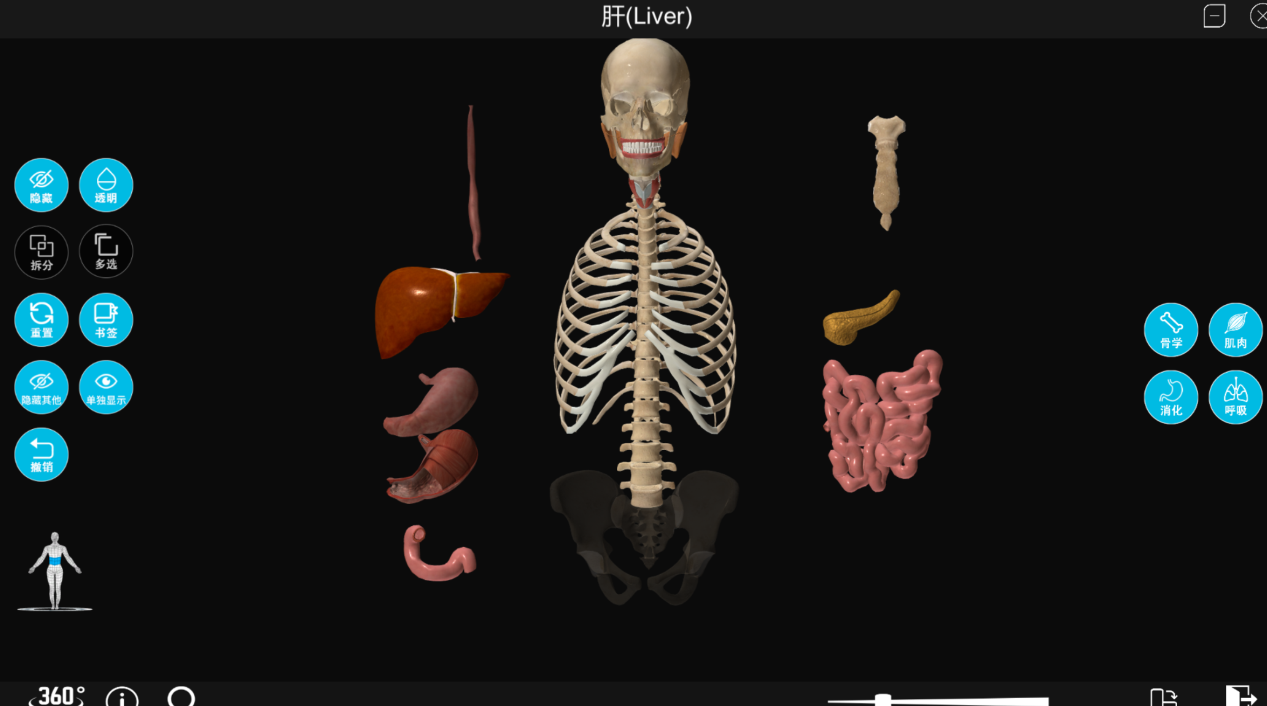 肝(Liver)
隐藏
透明
拆分
多选
重置
书签
隐藏其他
单独显示
撤销
骨学
肌肉
消化
呼吸
360°